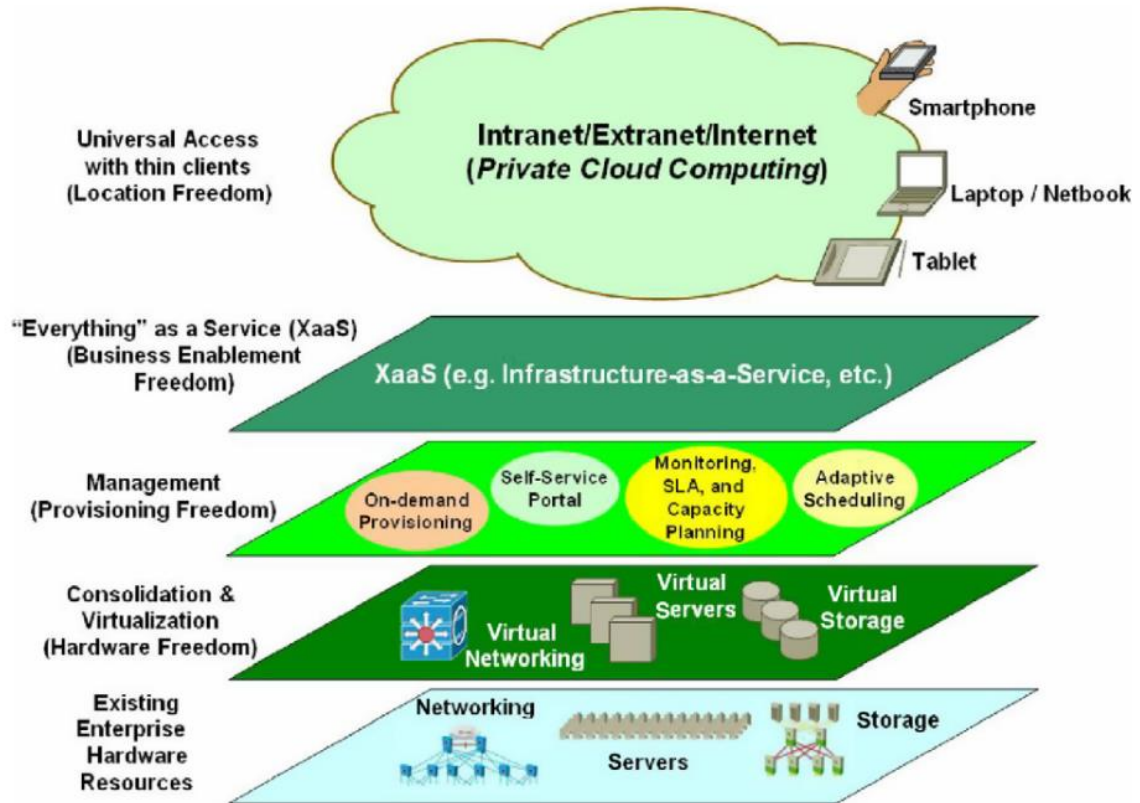 Universal Access
with thin clients
(Location Freedom)
Intranet/Extranet/Internet
(Private Cloud Computing)
Smartphone
Laptop / Netbook
Tablet
“Everything” as a Service (XaaS)
(Business Enablement
Freedom)
XaaS (e.g. Infrastructure-as-a-Service, etc.)
Management
(Provisioning Freedom)
On-demand
Provisioning
Self-Service
Portal
Monitoring,
SLA, and
Capacity
Planning
Adaptive
Scheduling
Consolidation &
Virtualization
(Hardware Freedom)
Virtual
Networking
Virtual
Servers
Virtual
Storage
Existing
Enterprise
Hardware
Resources
Networking
Servers
Storage